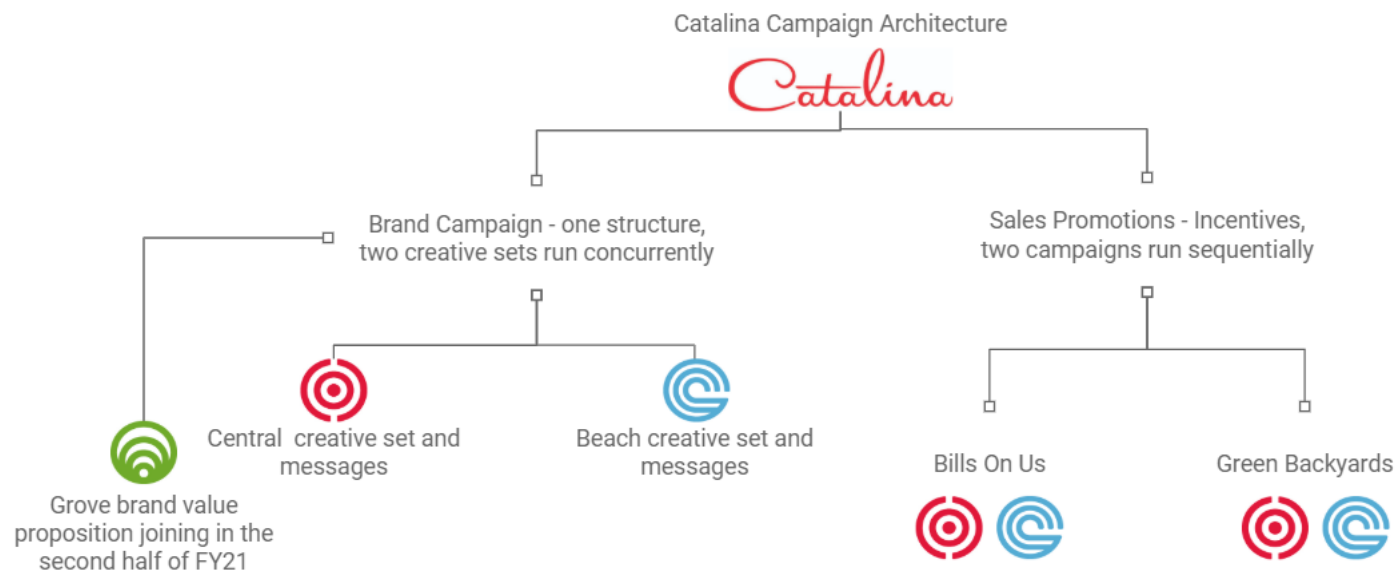 Catalina Campaign Architecture
Catalina
Brand Campaign - one structure,
two creative sets run concurrently
Sales Promotions - Incentives,
two campaigns run sequentially
Central  creative set and
messages
Beach creative set and
messages
Grove brand value
proposition joining in the
second half of FY21
Bills On Us
Green Backyards